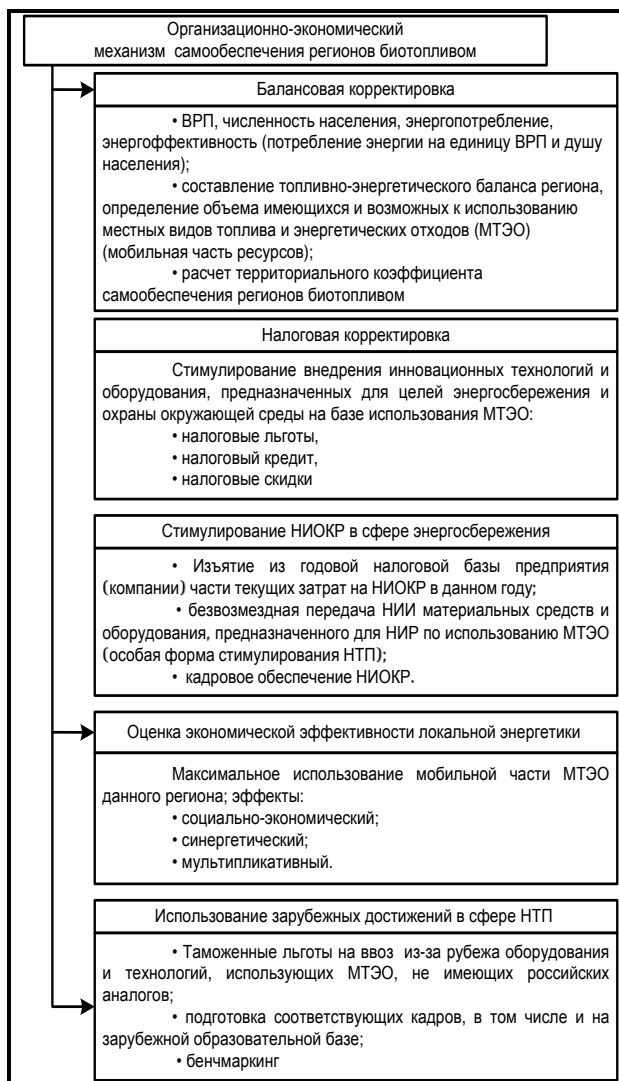 Организационно-экономический
механизм самообеспечения регионов биотопливом
Балансовая корректировка
• ВРП, численность населения, энергопотребление,
энергоффективность (потребление энергии на единицу ВРП и душу
населения);
• составление топливно-энергетического баланса региона,
определение объема имеющихся и возможных к использованию
местных видов топлива и энергетических отходов (МТЭО)
(мобильная часть ресурсов);
• расчет территориального коэффициента
самообеспечения регионов биотопливом
Налоговая корректировка
Стимулирование внедрения инновационных технологий и
оборудования, предназначенных для целей энергосбережения и
охраны окружающей среды на базе использования МТЭО:
• налоговые льготы,
• налоговый кредит,
• налоговые скидки
Стимулирование НИОКР в сфере энергосбережения
• Изъятие из годовой налоговой базы предприятия
(компании) части текущих затрат на НИОКР в данном году;
• безвозмездная передача НИИ материальных средств и
оборудования, предназначенного для НИР по использованию МТЭО
(особая форма стимулирования НТП);
• кадровое обеспечение НИОКР.
Оценка экономической эффективности локальной энергетики
Максимальное использование мобильной части МТЭО
данного региона; эффекты:
• социально-экономический;
• синергетический;
• мультипликативный.
Использование зарубежных достижений в сфере НТП
• Таможенные льготы на ввоз из-за рубежа оборудования
и технологий, использующих МТЭО, не имеющих российских
аналогов;
• подготовка соответствующих кадров, в том числе и на
зарубежной образовательной базе;
• бенчмаркинг